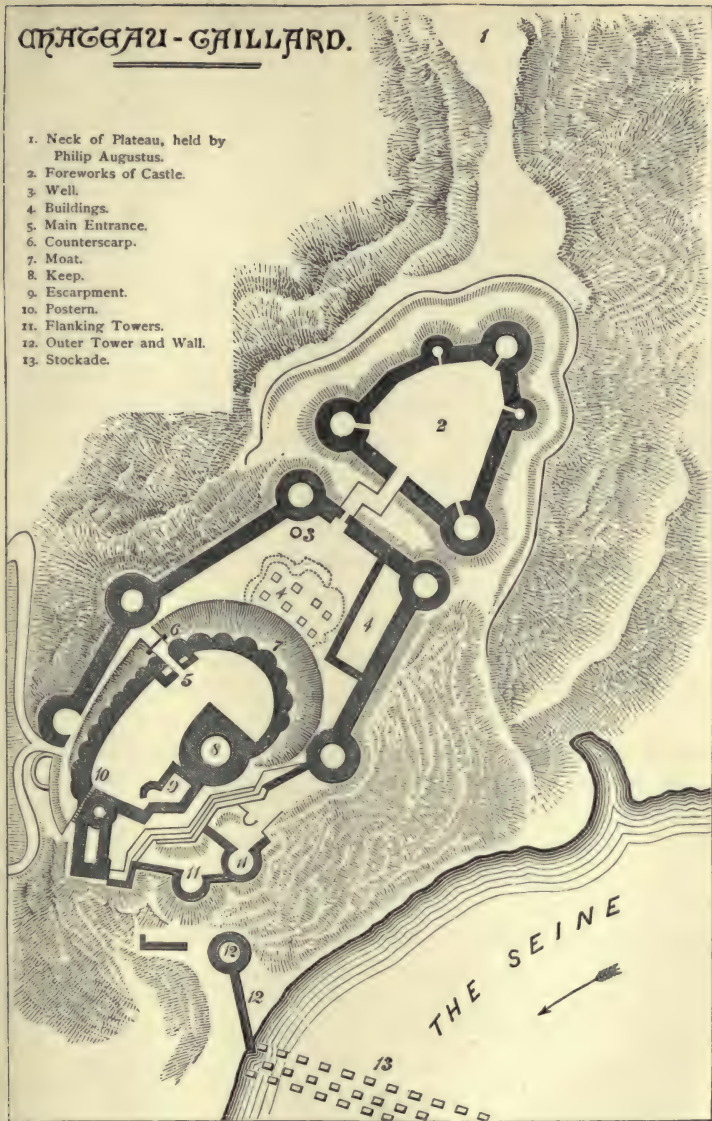 CHATEAU-GAILLARD.
1. Neck of Plateau, held by
Philip Augustus.
2. Foreworks of Castle.
3. Well.
4. Buildings.
5. Main Entrance.
6. Counterscarp.
7. Moat.
8. Keep.
9. Escarpment.
10. Postern.
11. Flanking Towers.
12. Outer Tower and Wall.
13. Stockade.
1
2
3
4
4
6
7
5
8
9
10
11
11
12
12
THE SEINE
13